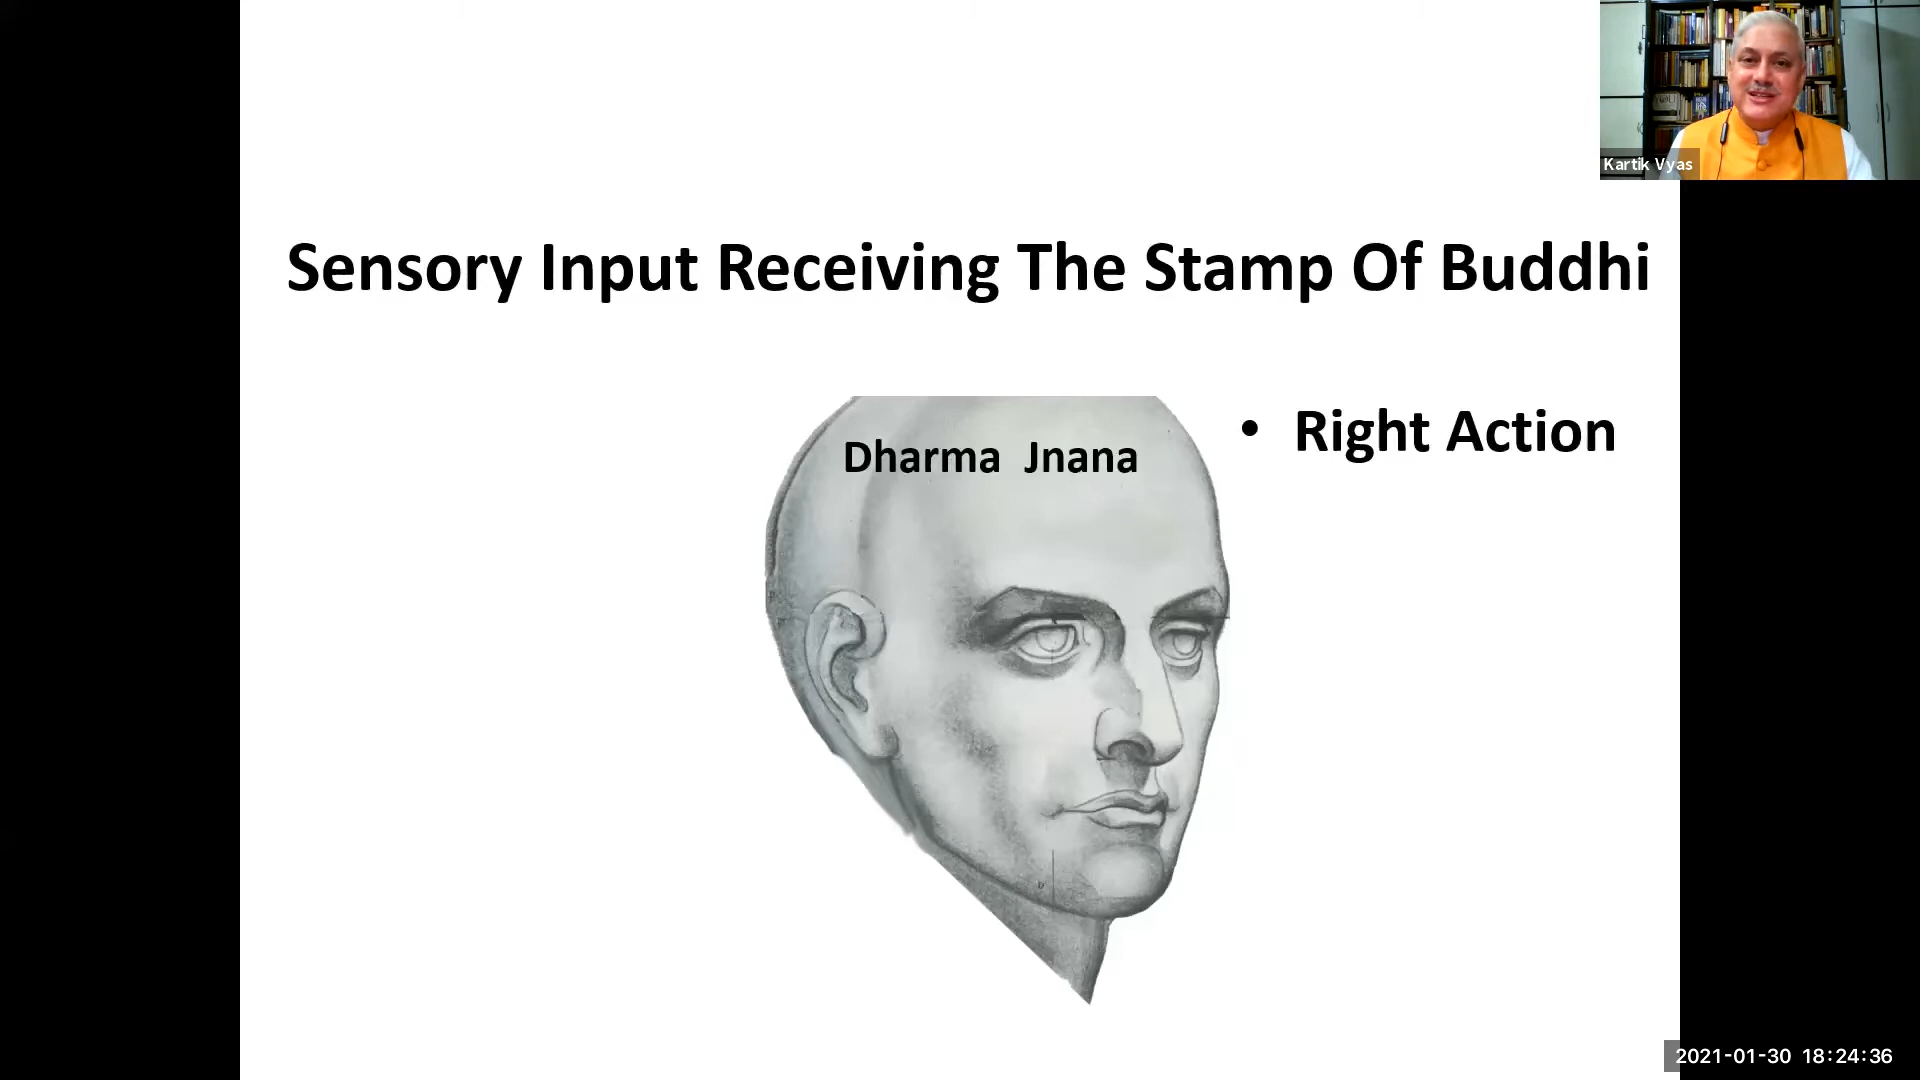 Kartik Vyas
Sensory Input Receiving The Stamp Of Buddhi
Dharma Jnana
• Right Action
2021-01-30 18:24:36